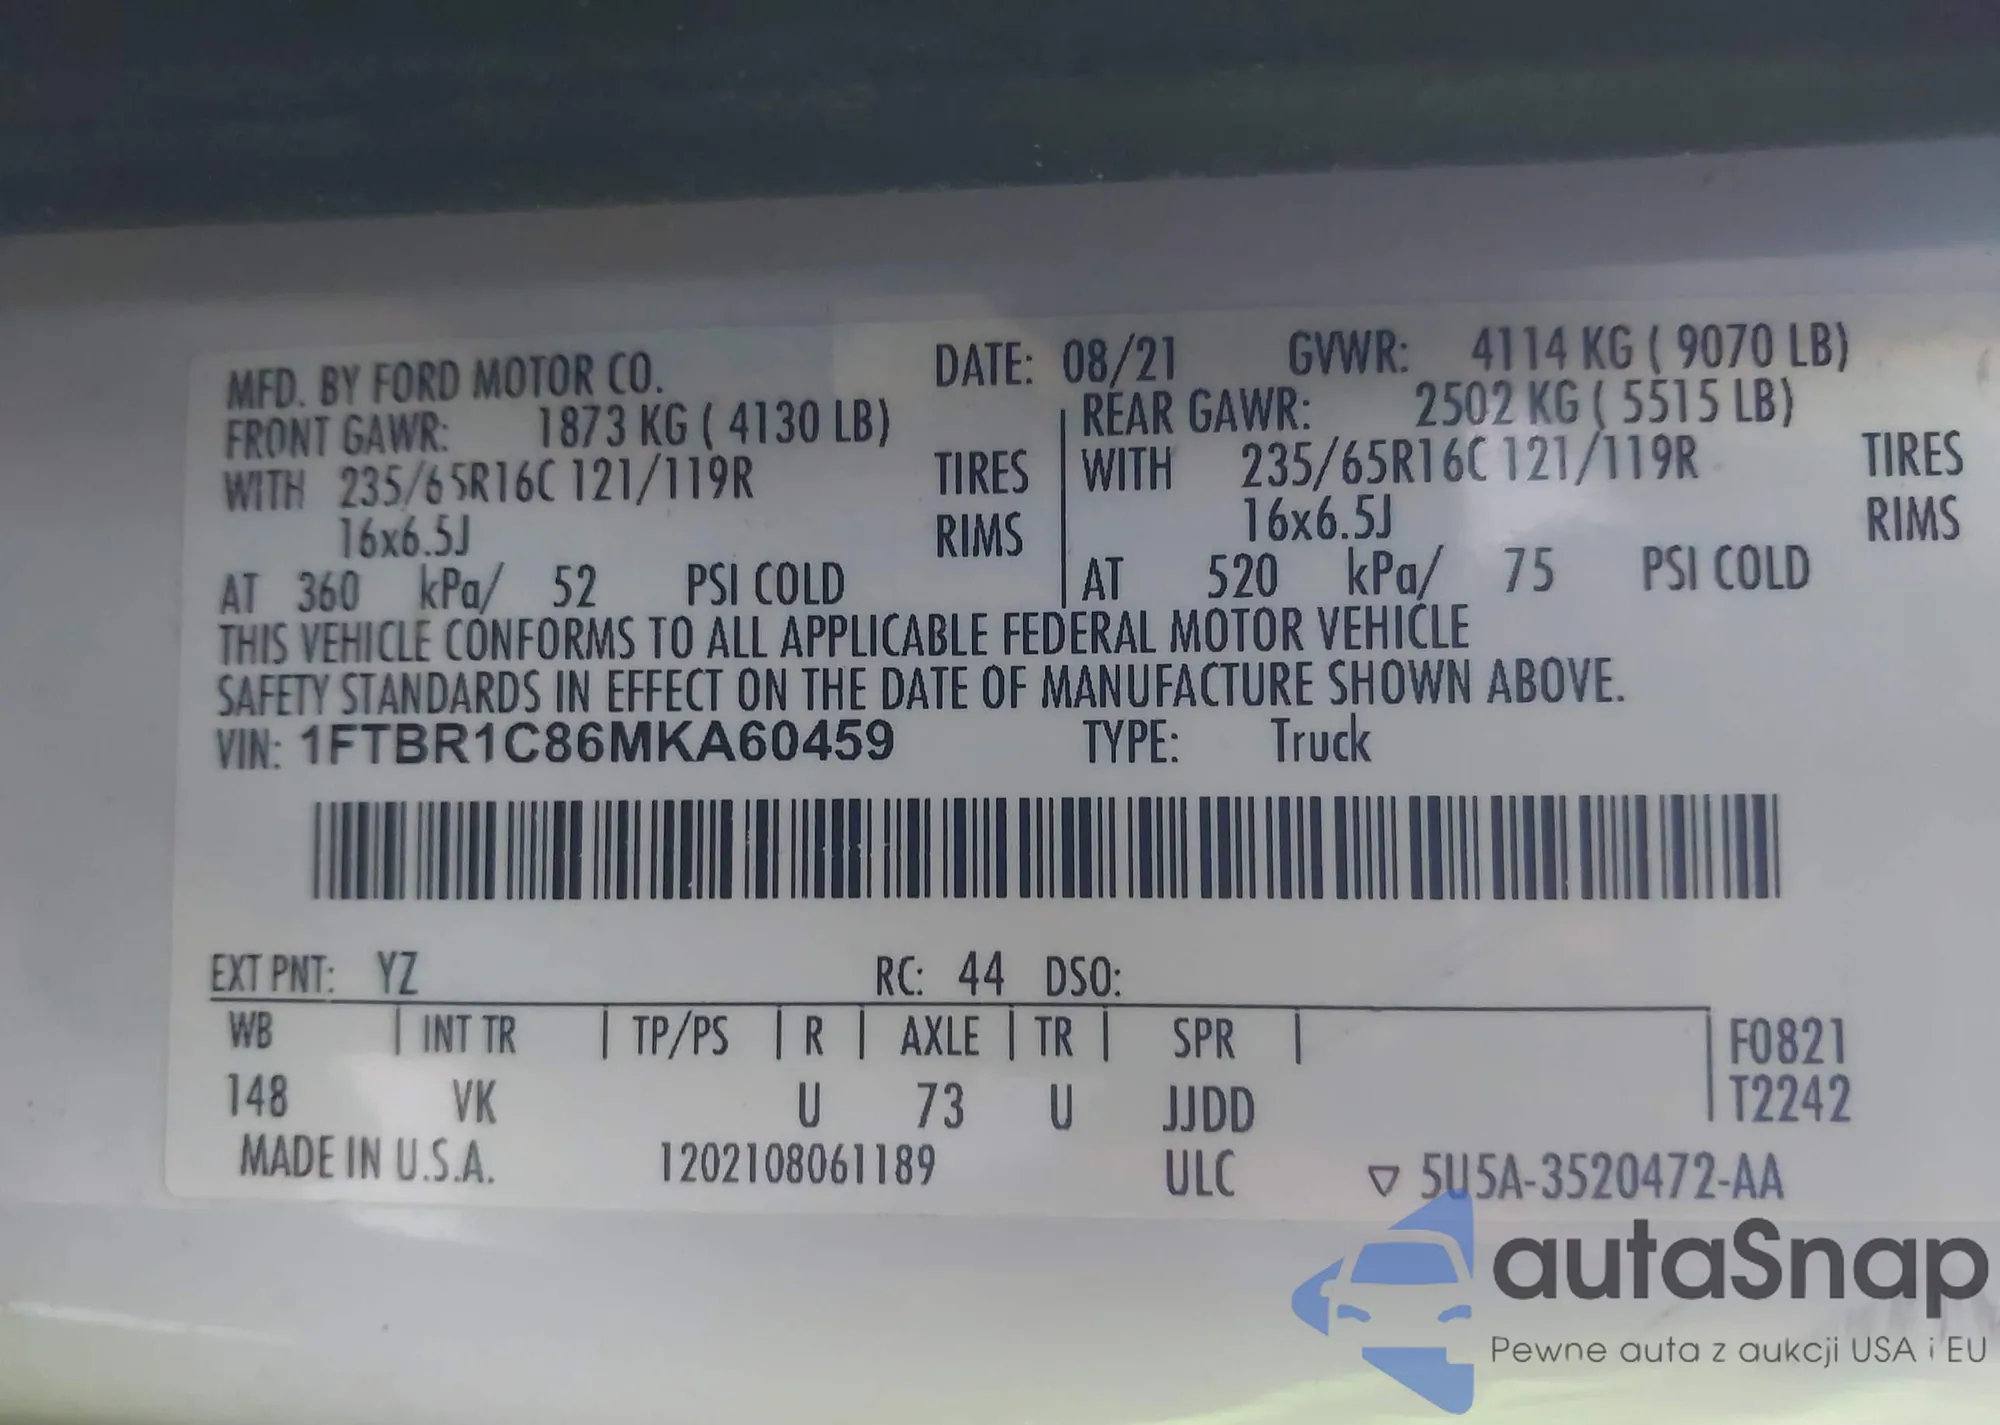 MFD. BY FORD MOTOR CO. DATE: 08/21 GVWR: 4114 KG ( 9070 LB)
FRONT GAWR: 1873 KG ( 4130 LB) REAR GAWR: 2502 KG ( 5515 LB)
WITH 235/65R16C 121/119R TIRES WITH 235/65R16C 121/119R TIRES
16x6.5J RIMS 16x6.5J RIMS
AT 360 kPa/ 52 PSI COLD AT 520 kPa/ 75 PSI COLD
THIS VEHICLE CONFORMS TO ALL APPLICABLE FEDERAL MOTOR VEHICLE
SAFETY STANDARDS IN EFFECT ON THE DATE OF MANUFACTURE SHOWN ABOVE.
VIN: 1FTBR1C86MKA60459 TYPE: Truck
EXT PNT: YZ RC: 44 DSO:
WB | INT TR | TP/PS | R | AXLE | TR | SPR | F0821
148 VK U 73 U JJDD T2242
MADE IN U.S.A. 1202108061189 ULC ▽ 5U5A-3520472-AA
autaSnap
Pewne auta z aukcji USA i EU